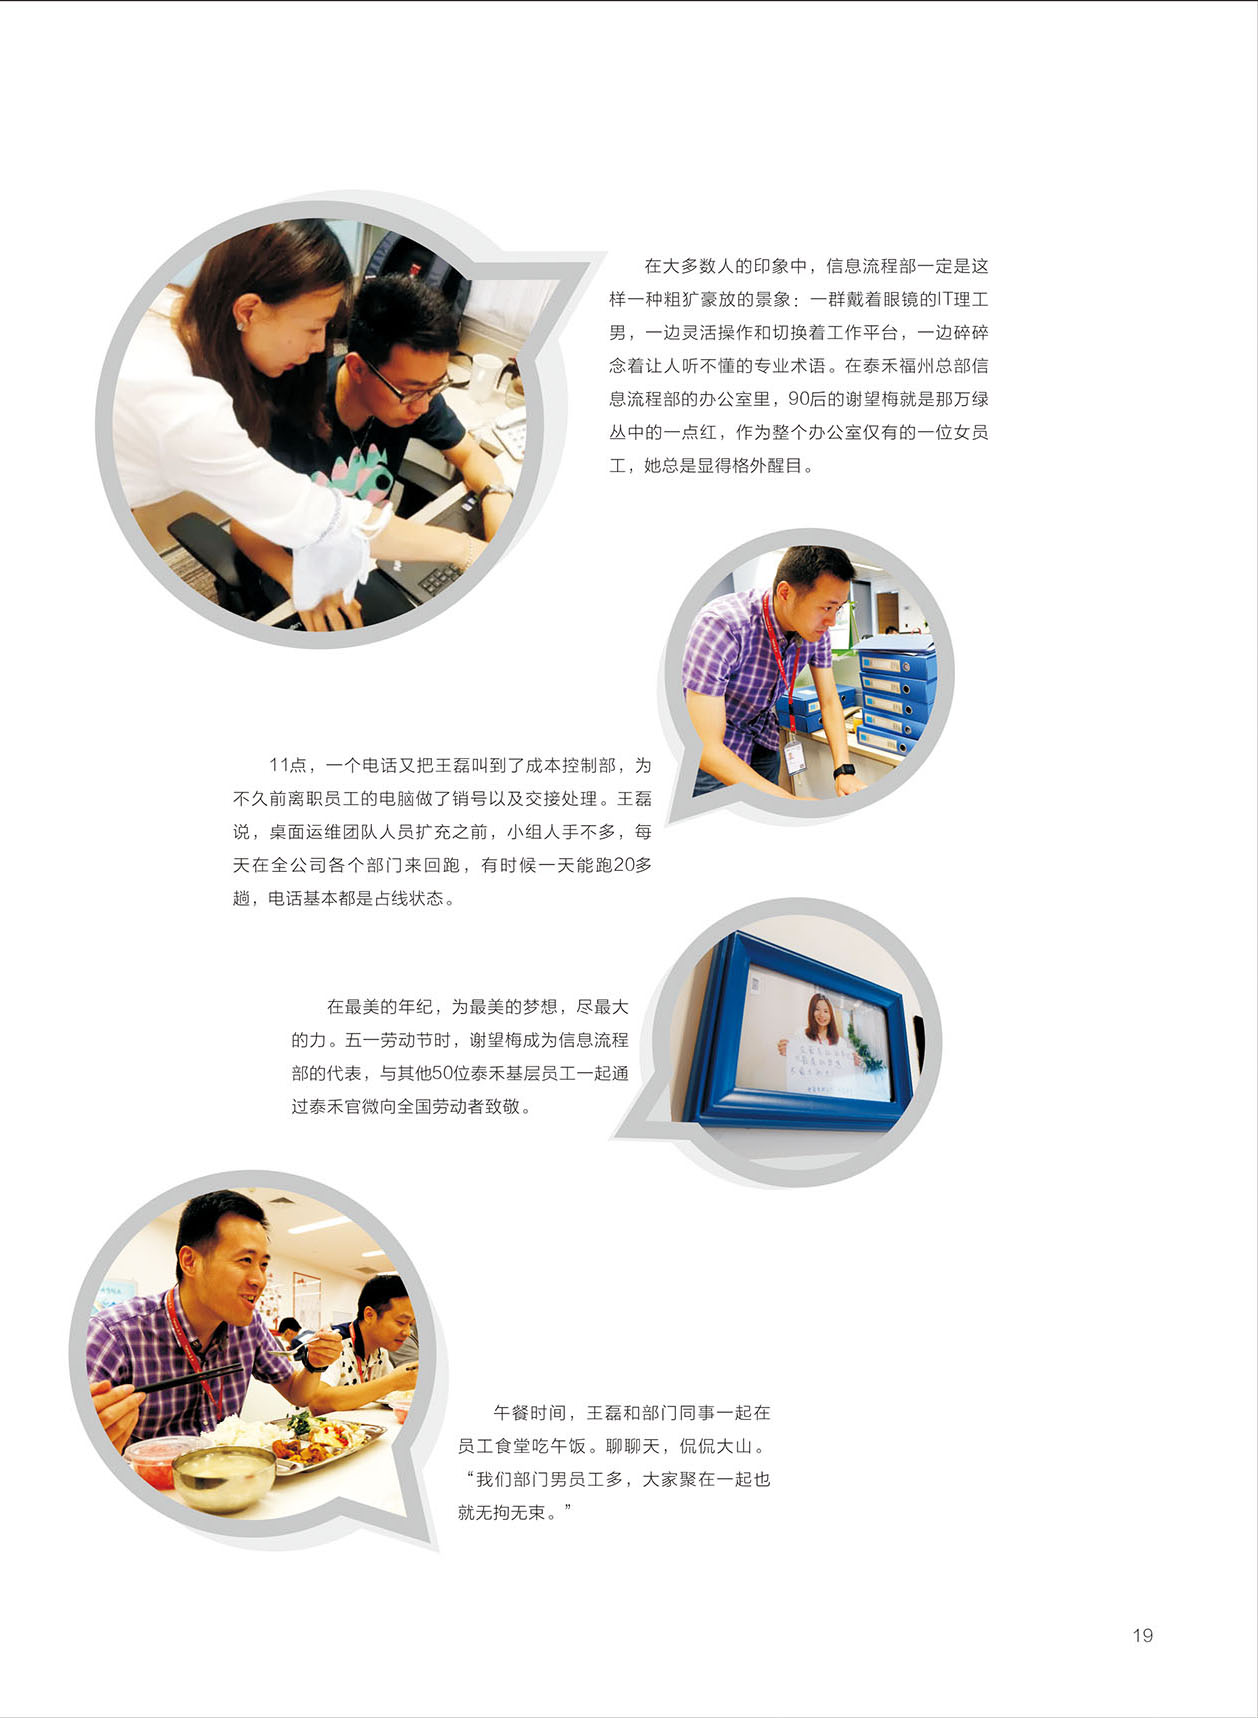 在大多数人的印象中，信息流程部一定是这
样一种粗犷豪放的景象：一群戴着眼镜的IT理工
男，一边灵活操作和切换着工作平台，一边碎碎
念着让人听不懂的专业术语。在泰禾福州总部信
息流程部的办公室里，90后的谢望梅就是那万绿
丛中的一点红，作为整个办公室仅有的一位女员
工，她总是显得格外醒目。
11点，一个电话又把王磊叫到了成本控制部，为
不久前离职员工的电脑做了销号以及交接处理。王磊
说，桌面运维团队人员扩充之前，小组人手不多，每
天在全公司各个部门来回跑，有时候一天能跑20多
趟，电话基本都是占线状态。
在最美的年纪，为最美的梦想，尽最大
的力。五一劳动节时，谢望梅成为信息流程
部的代表，与其他50位泰禾基层员工一起通
过泰禾官微向全国劳动者致敬。
午餐时间，王磊和部门同事一起在
员工食堂吃午饭。聊聊天，侃侃大山。
“我们部门男员工多，大家聚在一起也
就无拘无束。”
19